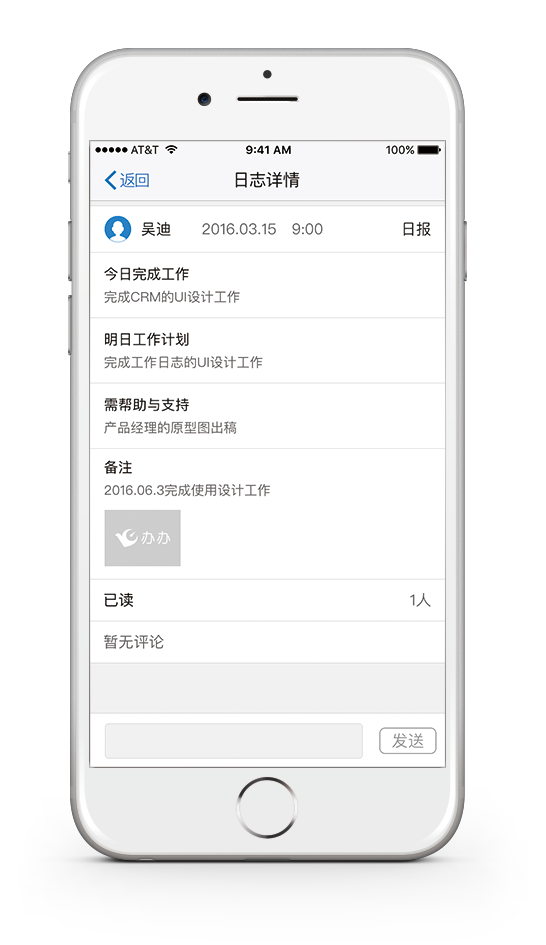 AT&T 9:41 AM 100%
返回 日志详情
吴迪 2016.03.15 9:00 日报
今日完成工作
完成CRM的UI设计工作
明日工作计划
完成工作日志的UI设计工作
需帮助与支持
产品经理的原型图出稿
备注
2016.06.3完成使用设计工作
办办
已读 1人
暂无评论
发送